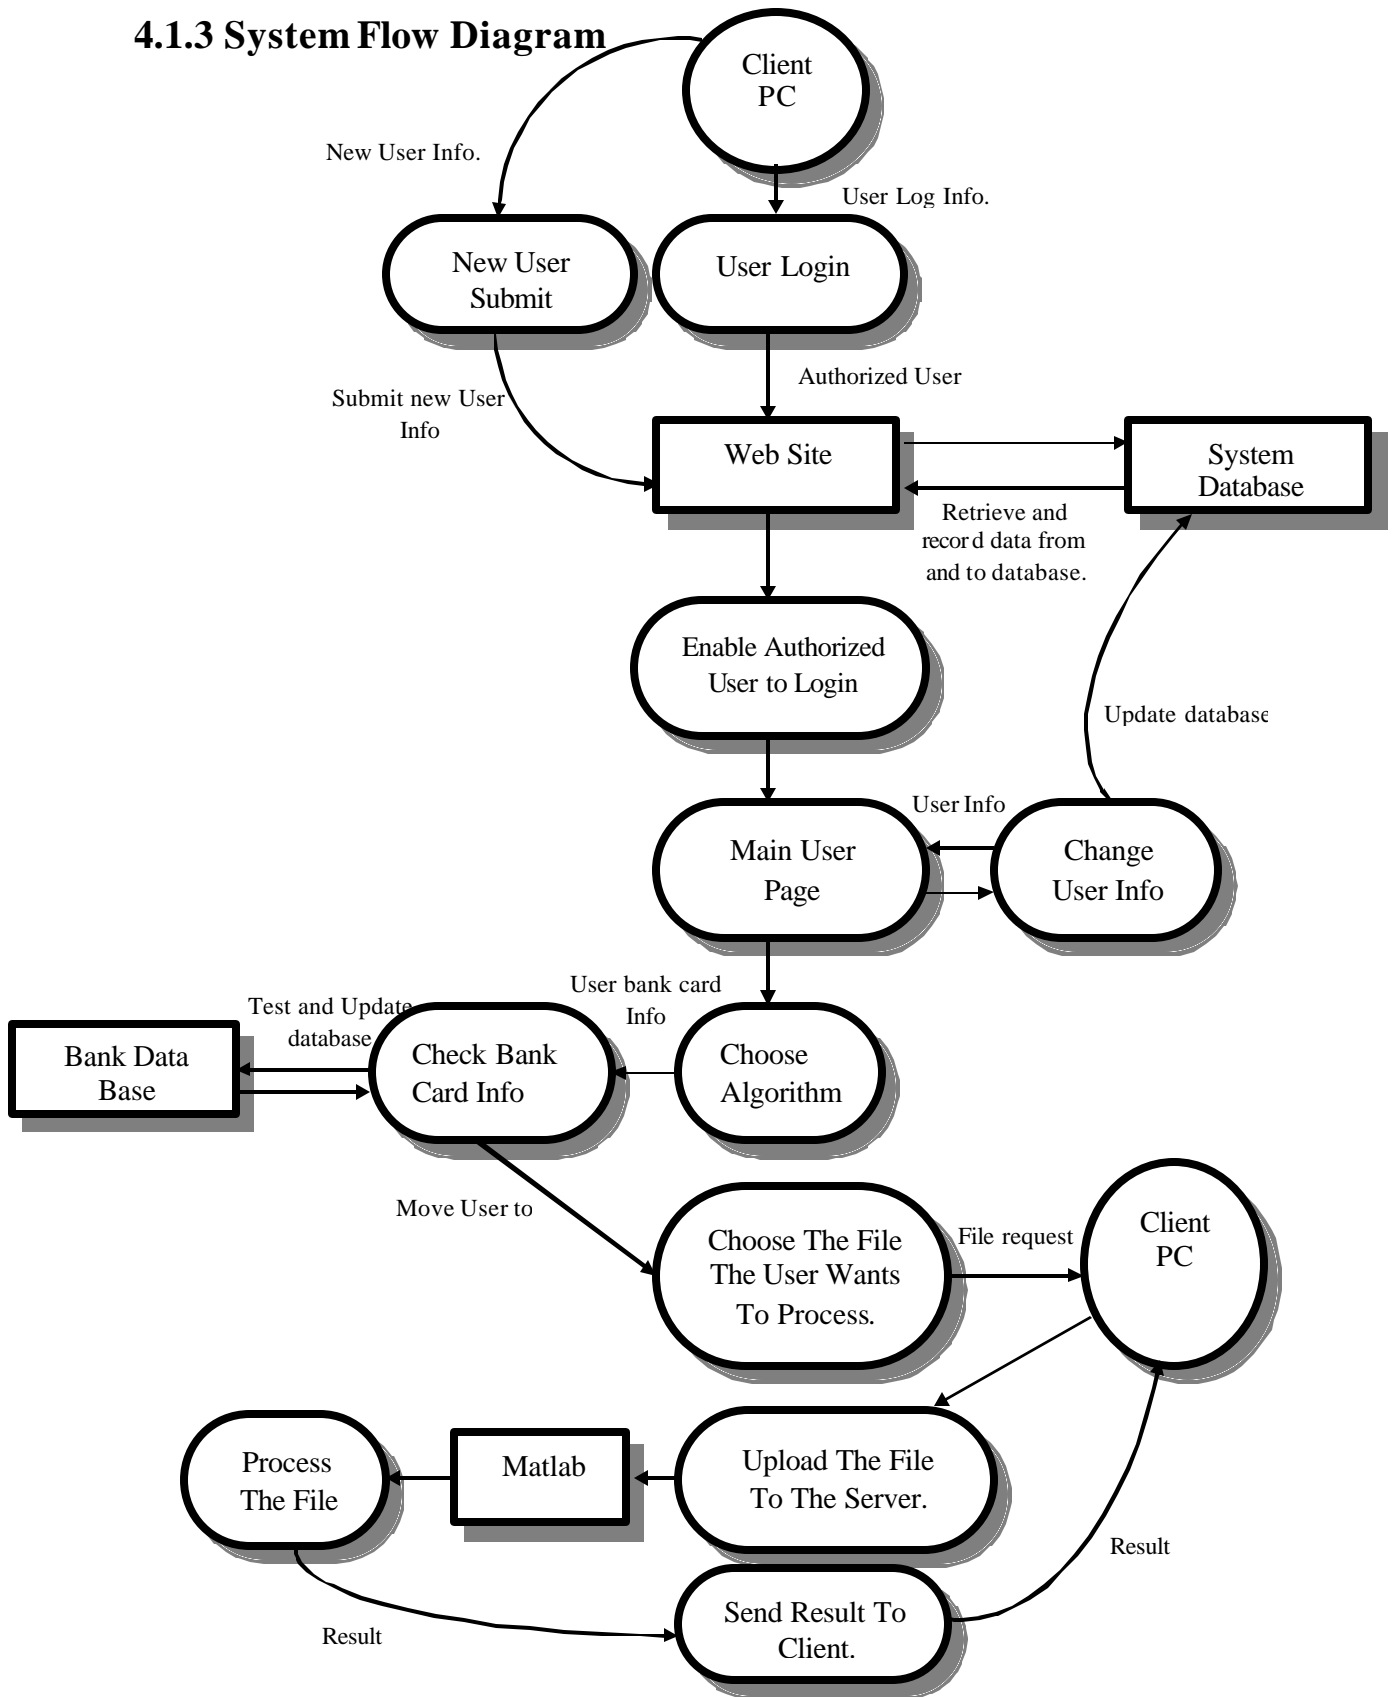 4.1.3 System Flow Diagram
Client
PC
New User Info.
User Log Info.
New User
Submit
User Login
Submit new User
Info
Authorized User
Web Site
System
Database
Retrieve and
record data from
and to database.
Enable Authorized
User to Login
Update database
User Info
Main User
Page
Change
User Info
User bank card
Info
Test and Update
database
Bank Data
Base
Check Bank
Card Info
Choose
Algorithm
Move User to
Choose The File
The User Wants
To Process.
File request
Client
PC
Process
The File
Matlab
Upload The File
To The Server.
Result
Send Result To
Client.
Result